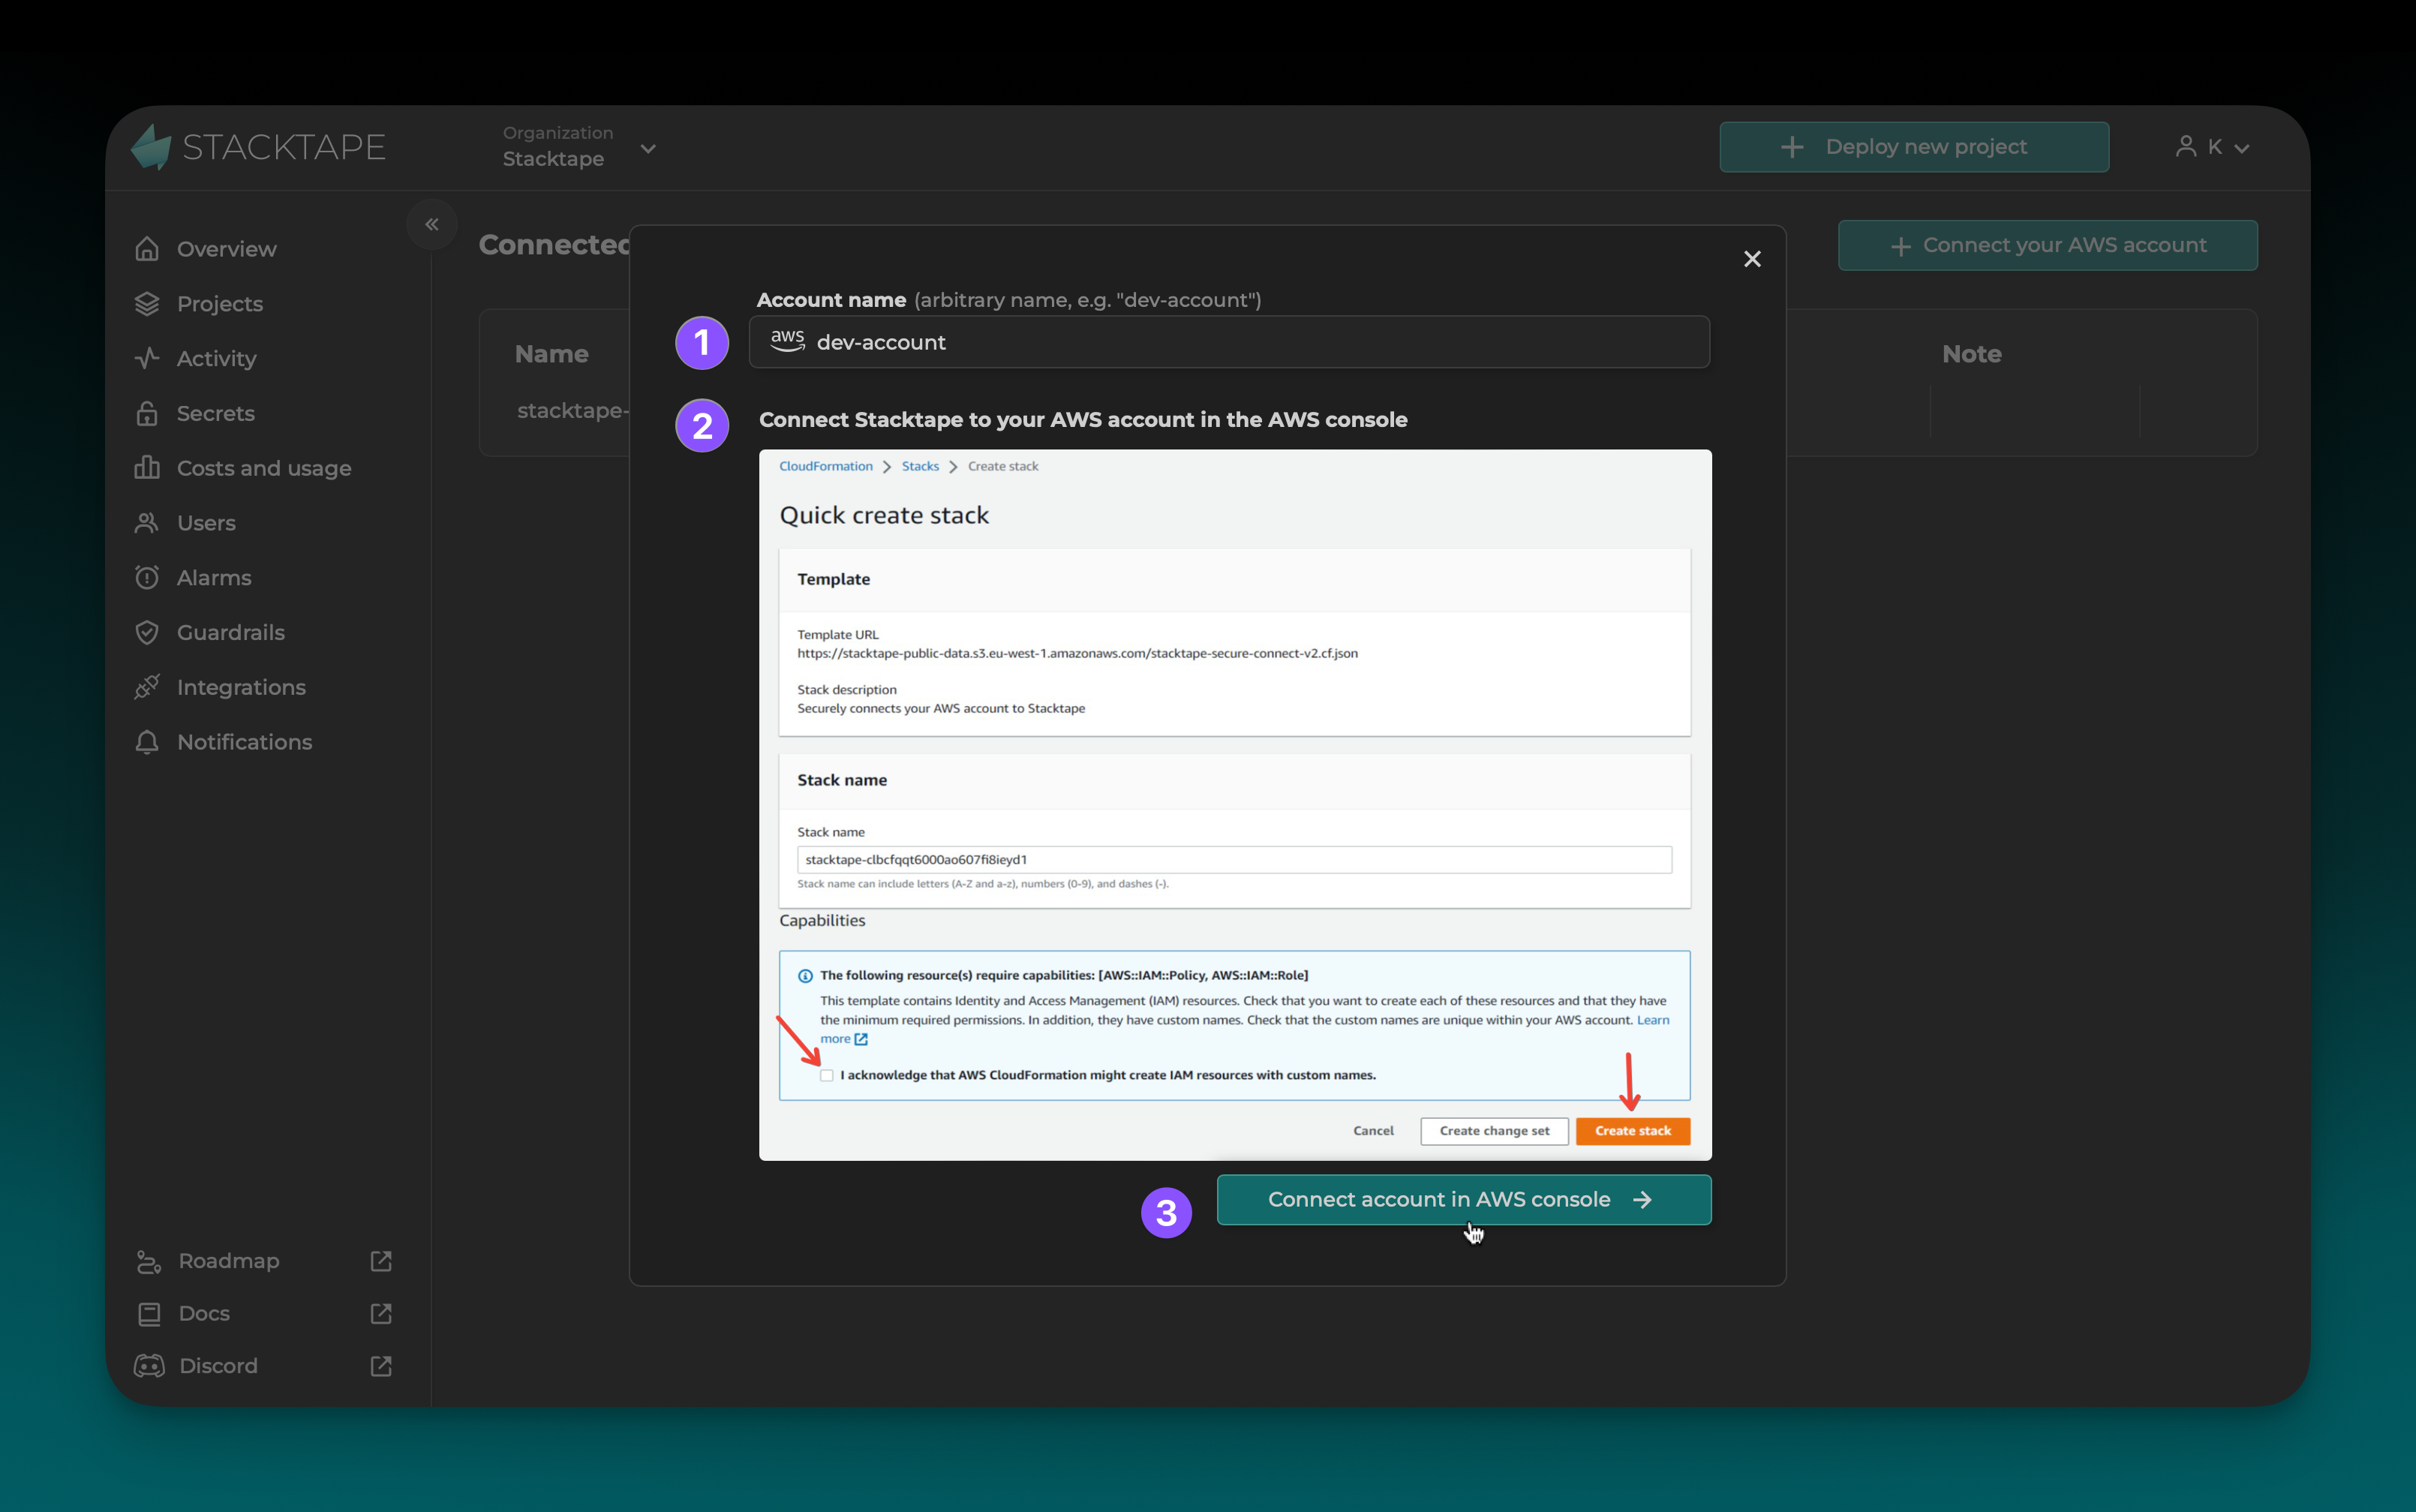 STACKTAPE
Organization
Stacktape
Deploy new project
K
Overview
Projects
Activity
Secrets
Costs and usage
Users
Alarms
Guardrails
Integrations
Notifications
Roadmap
Docs
Discord
Connected
Connect your AWS account
Name
Note
stacktape-
Account name (arbitrary name, e.g. "dev-account")
1
aws dev-account
2
Connect Stacktape to your AWS account in the AWS console
CloudFormation > Stacks > Create stack
Quick create stack
Template
Template URL
https://stacktape-public-data.s3.eu-west-1.amazonaws.com/stacktape-secure-connect-v2.cf.json
Stack description
Securely connects your AWS account to Stacktape
Stack name
Stack name
stacktape-clbcfqqt6000ao607fi8ieyd1
Stack name can include letters (A-Z and a-z), numbers (0-9), and dashes (-).
Capabilities
The following resource(s) require capabilities: [AWS::IAM::Policy, AWS::IAM::Role]
This template contains Identity and Access Management (IAM) resources. Check that you want to create each of these resources and that they have
the minimum required permissions. In addition, they have custom names. Check that the custom names are unique within your AWS account. Learn
more
I acknowledge that AWS CloudFormation might create IAM resources with custom names.
Cancel
Create change set
Create stack
3
Connect account in AWS console